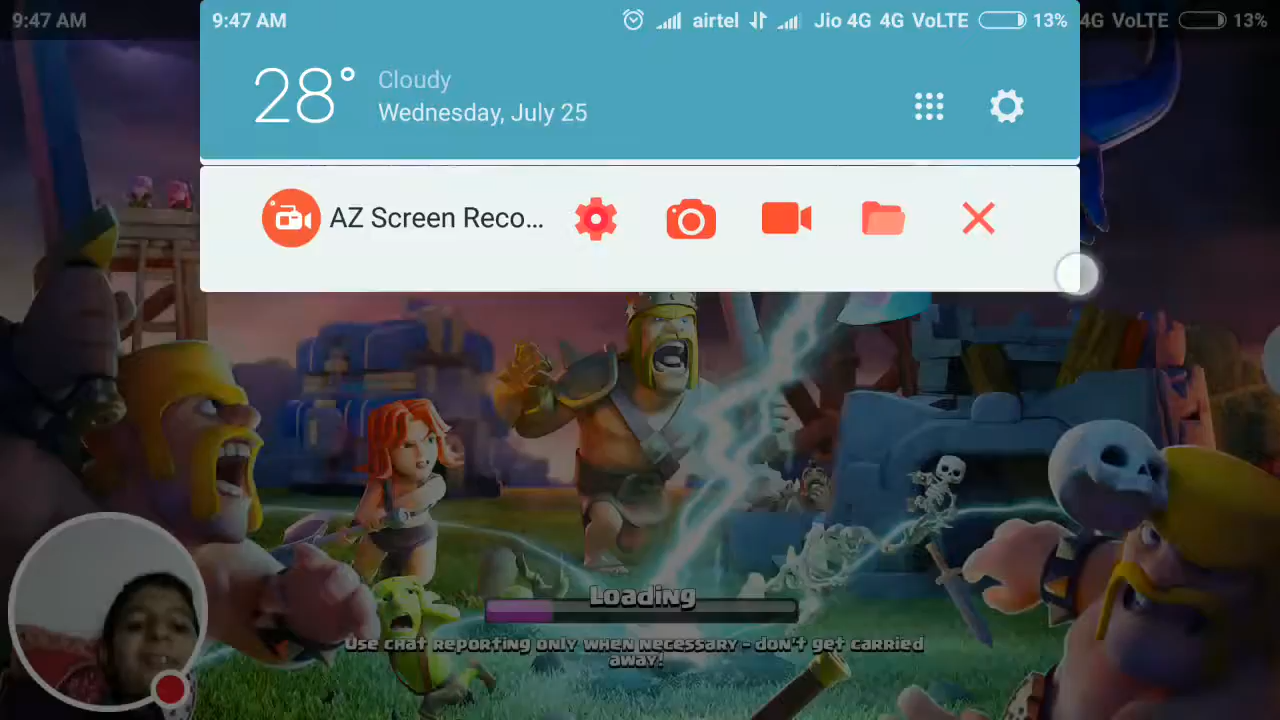 9:47 AM
9:47 AM
airtel
Jio 4G 4G VoLTE
13%
4G VoLTE
13%
28°
Cloudy
Wednesday, July 25
AZ Screen Reco...
Loading
Use chat reporting only when necessary - don't get carried
away!